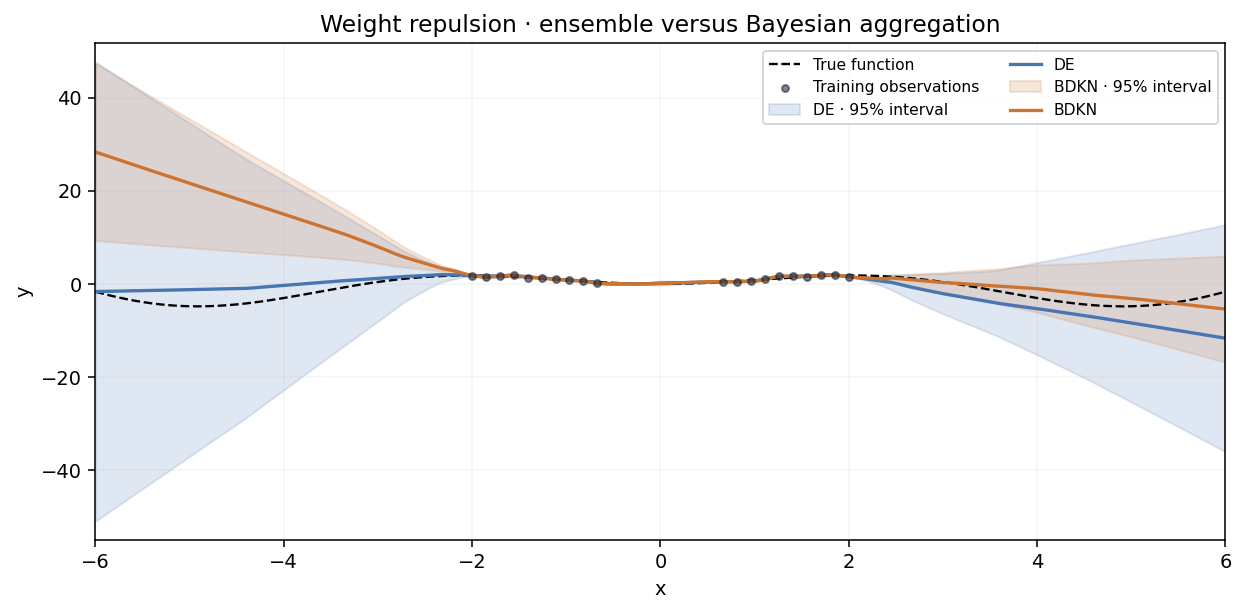 Weight repulsion · ensemble versus Bayesian aggregation
True function
Training observations
DE · 95% interval
DE
BDKN · 95% interval
BDKN
y
40
20
0
−20
−40
−6
−4
−2
0
2
4
6
x